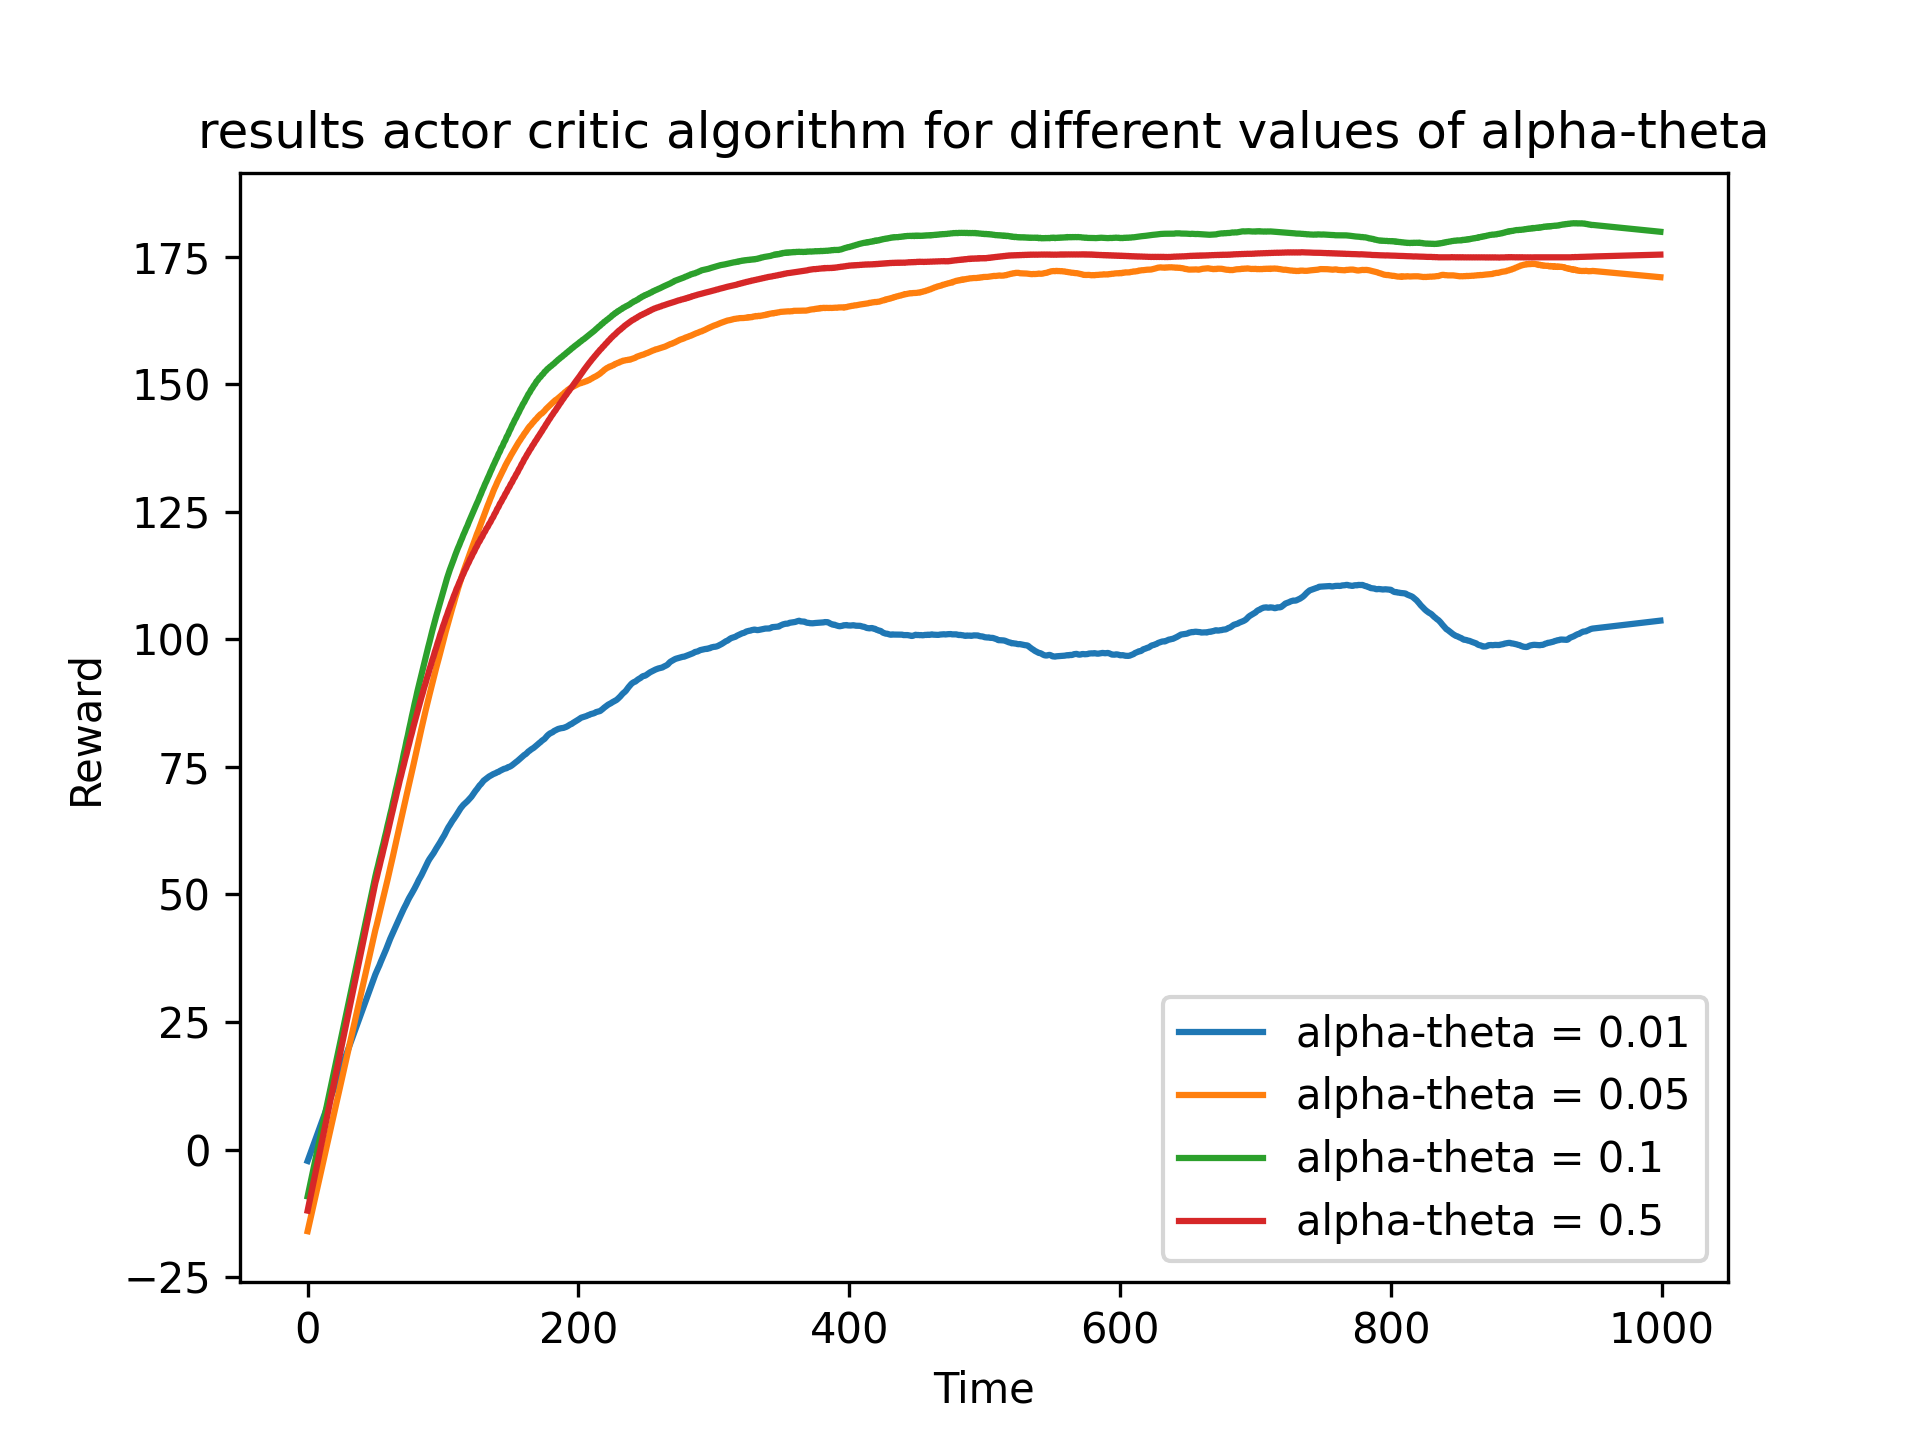 results actor critic algorithm for different values of alpha-theta
175
150
125
100
75
50
25
0
−25
Reward
0 200 400 600 800 1000
Time
alpha-theta = 0.01
alpha-theta = 0.05
alpha-theta = 0.1
alpha-theta = 0.5